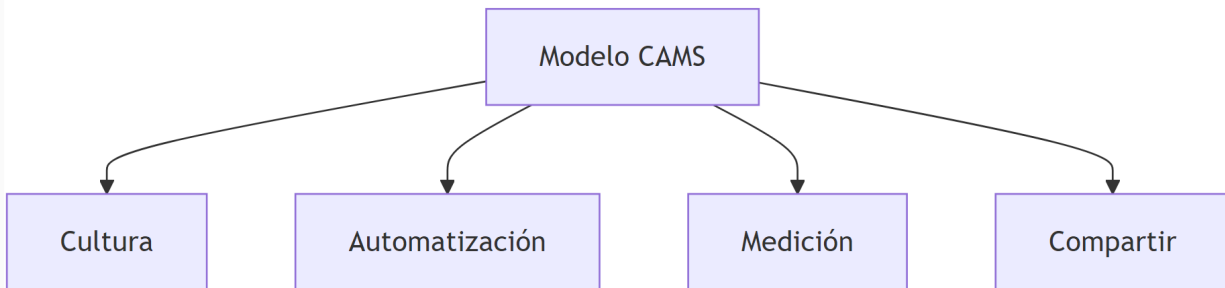 Modelo CAMS
Cultura
Automatización
Medición
Compartir